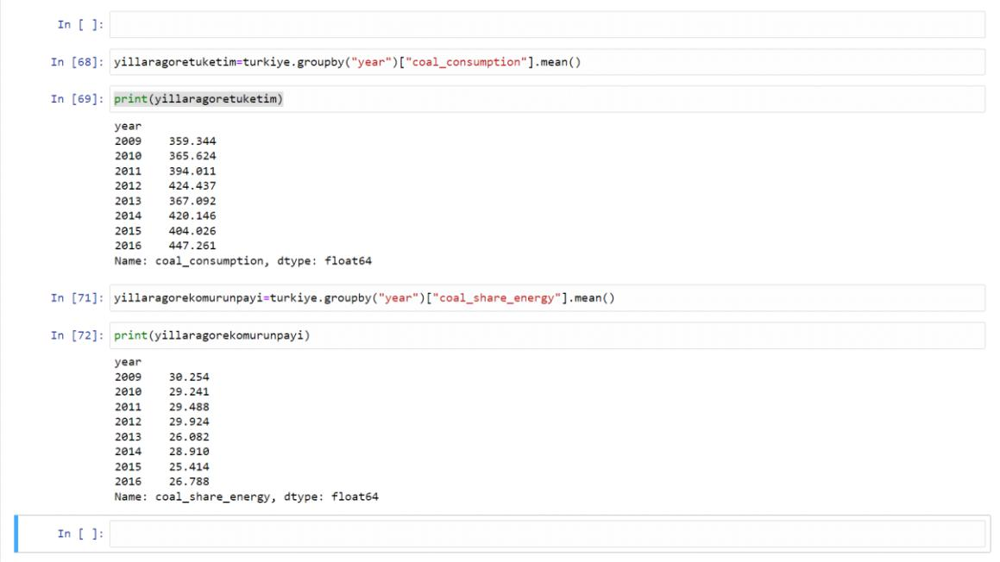 In [ ]:
In [68]: yillaragoretuketim=turkiye.groupby("year")["coal_consumption"].mean()
In [69]: print(yillaragoretuketim)
year
2009    359.344
2010    365.624
2011    394.011
2012    424.437
2013    367.092
2014    420.146
2015    404.026
2016    447.261
Name: coal_consumption, dtype: float64
In [71]: yillaragorekomurunpayi=turkiye.groupby("year")["coal_share_energy"].mean()
In [72]: print(yillaragorekomurunpayi)
year
2009    30.254
2010    29.241
2011    29.488
2012    29.924
2013    26.082
2014    28.910
2015    25.414
2016    26.788
Name: coal_share_energy, dtype: float64
In [ ]: